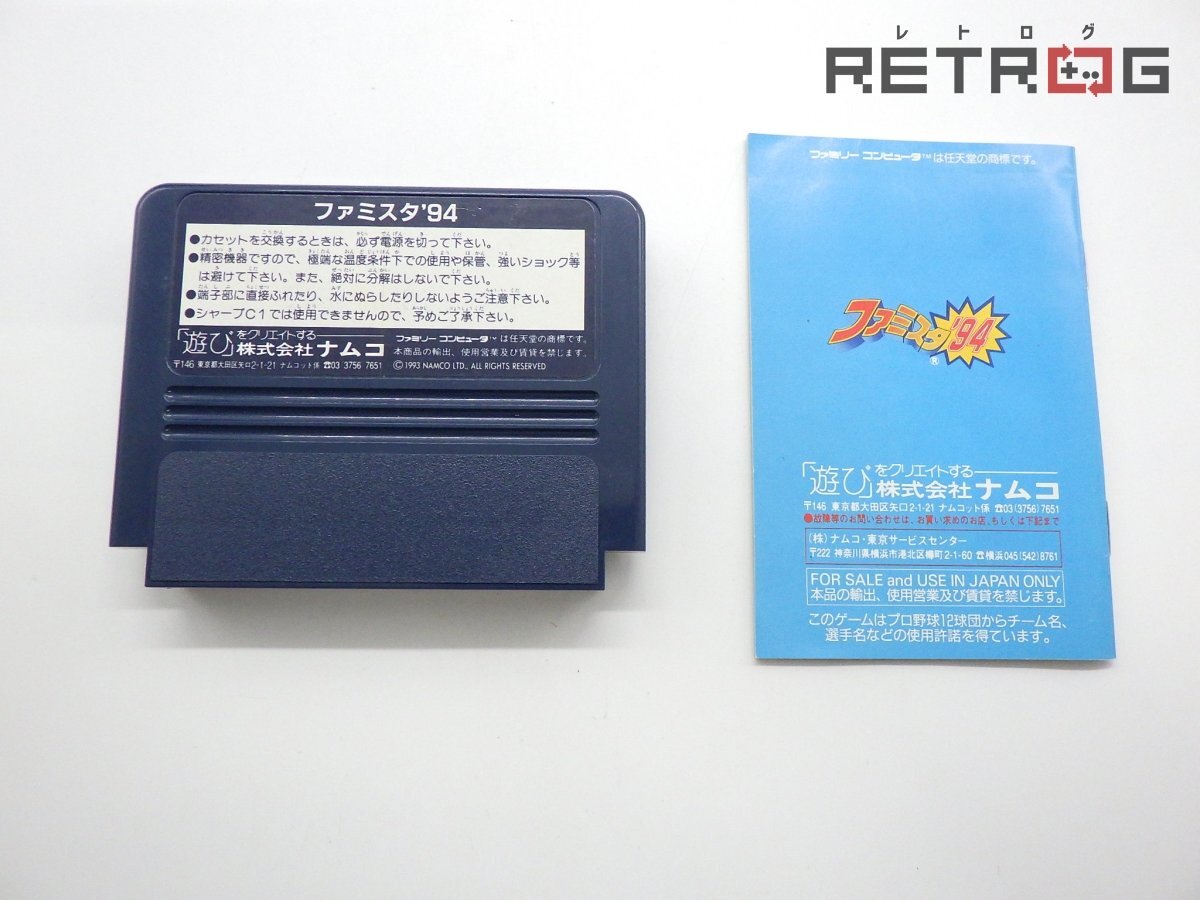 レトログ
RETROG
ファミスタ'94
●カセットを交換するときは、必ず電源を切って下さい。
●精密機器ですので、極端な温度条件下での使用や保管、強いショック等
は避けて下さい。また、絶対に分解はしないで下さい。
●端子部に直接ふれたり、水にぬらしたりしないようご注意下さい。
●シャープC1では使用できませんので、予めご了承下さい。
「遊び」をクリエイトする
株式会社ナムコ
〒146 東京都大田区矢口2-1-21 ナムコット係 ☎03 3756 7651
ファミリー コンピュータ™は任天堂の商標です。
本商品の輸出、使用営業及び賃貸を禁じます。
©1993 NAMCO LTD., ALL RIGHTS RESERVED
ファミリー コンピュータ™は任天堂の商標です。
ファミスタ'94
®
「遊び」をクリエイトする
株式会社ナムコ
〒146 東京都大田区矢口2-1-21 ナムコット係 ☎03(3756)7651
●故障等のお問い合わせは、お買い求めのお店、もしくは下記まで
(株)ナムコ・東京サービスセンター
〒222 神奈川県横浜市港北区樽町2-1-60 ☎横浜045(542)8761
FOR SALE and USE IN JAPAN ONLY
本品の輸出、使用営業及び賃貸を禁じます。
このゲームはプロ野球12球団からチーム名、
選手名などの使用許諾を得ています。